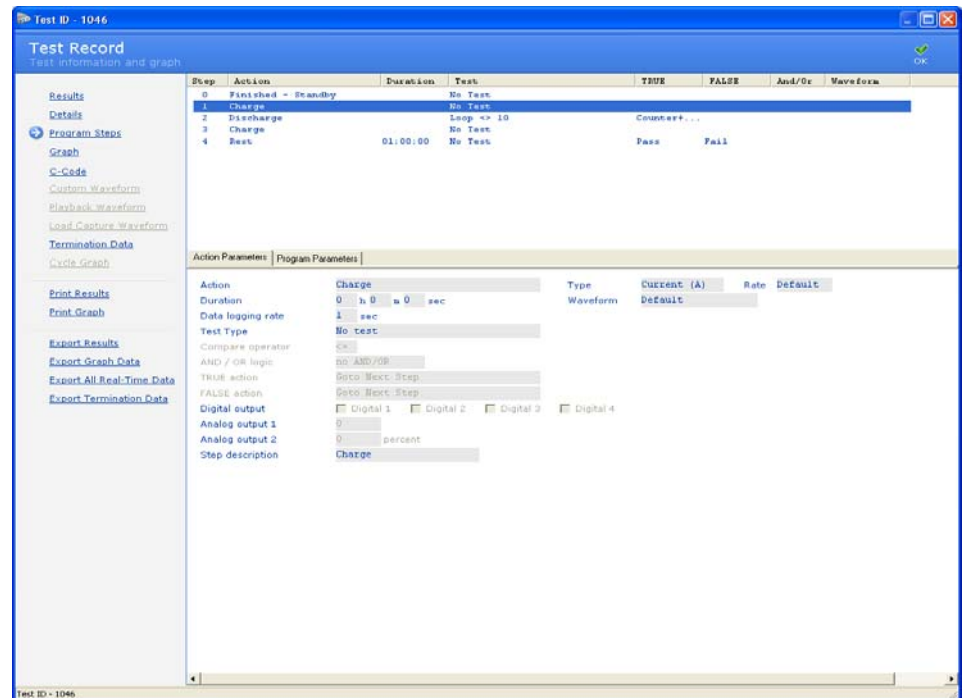 Test ID - 1046
Test Record
Test information and graph
OK
Results
Details
Program Steps
Graph
C-Code
Custom Waveform
Playback Waveform
Load Capture Waveform
Termination Data
Cycle Graph
Print Results
Print Graph
Export Results
Export Graph Data
Export All Real-Time Data
Export Termination Data
Step Action Duration Test TRUE FALSE And/Or Waveform
0 Finished - Standby No Test
1 Charge No Test
2 Discharge Loop <> 10 Counter+...
3 Charge No Test
4 Rest 01:00:00 No Test Pass Fail
Action Parameters Program Parameters
Action Charge Type Current (A) Rate Default
Duration 0 h 0 m 0 sec Waveform Default
Data logging rate 1 sec
Test Type No test
Compare operator <=
AND / OR logic no AND/OR
TRUE action Goto Next Step
FALSE action Goto Next Step
Digital output Digital 1 Digital 2 Digital 3 Digital 4
Analog output 1 0
Analog output 2 0 percent
Step description Charge
Test ID - 1046